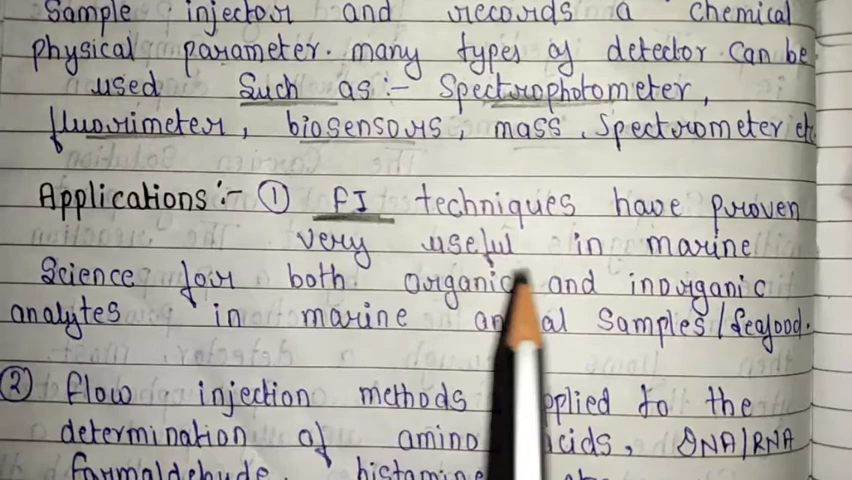 Sample injector and records a chemical
physical parameter. many types of detector can be
used Such as:- Spectrophotometer,
fluorimeter, biosensors, mass, Spectrometer etc.
Applications:- ① FI techniques have proven
very useful in marine
Science for both organic and inorganic
analytes in marine an al Samples/Seafood.
② flow injection methods pplied to the
determination of amino cids, DNA/RNA
farmaldehyde, histamine